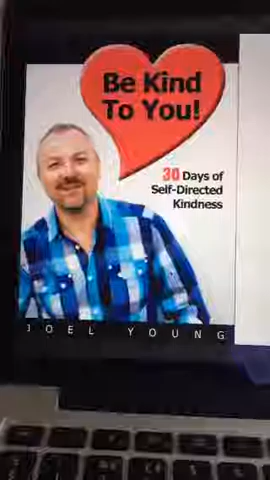 Be Kind
To You!
30 Days of
Self-Directed
Kindness
JOEL YOUNG